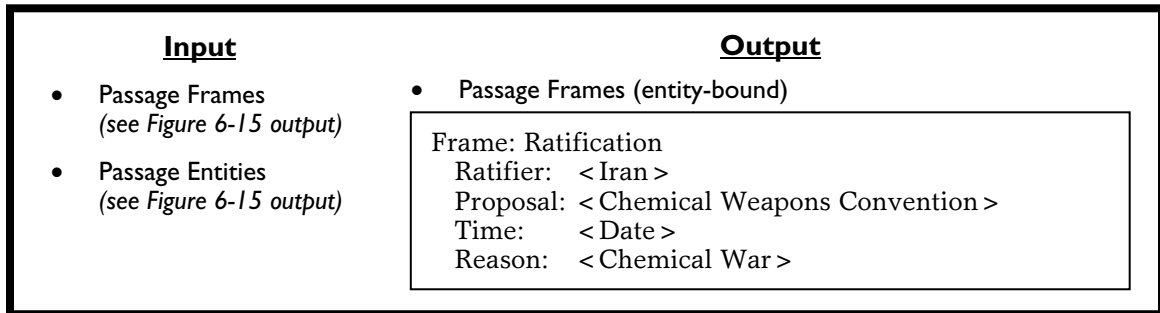 Input
• Passage Frames
(see Figure 6-15 output)
• Passage Entities
(see Figure 6-15 output)
Output
• Passage Frames (entity-bound)
Frame: Ratification
Ratifier: < Iran >
Proposal: < Chemical Weapons Convention >
Time: < Date >
Reason: < Chemical War >